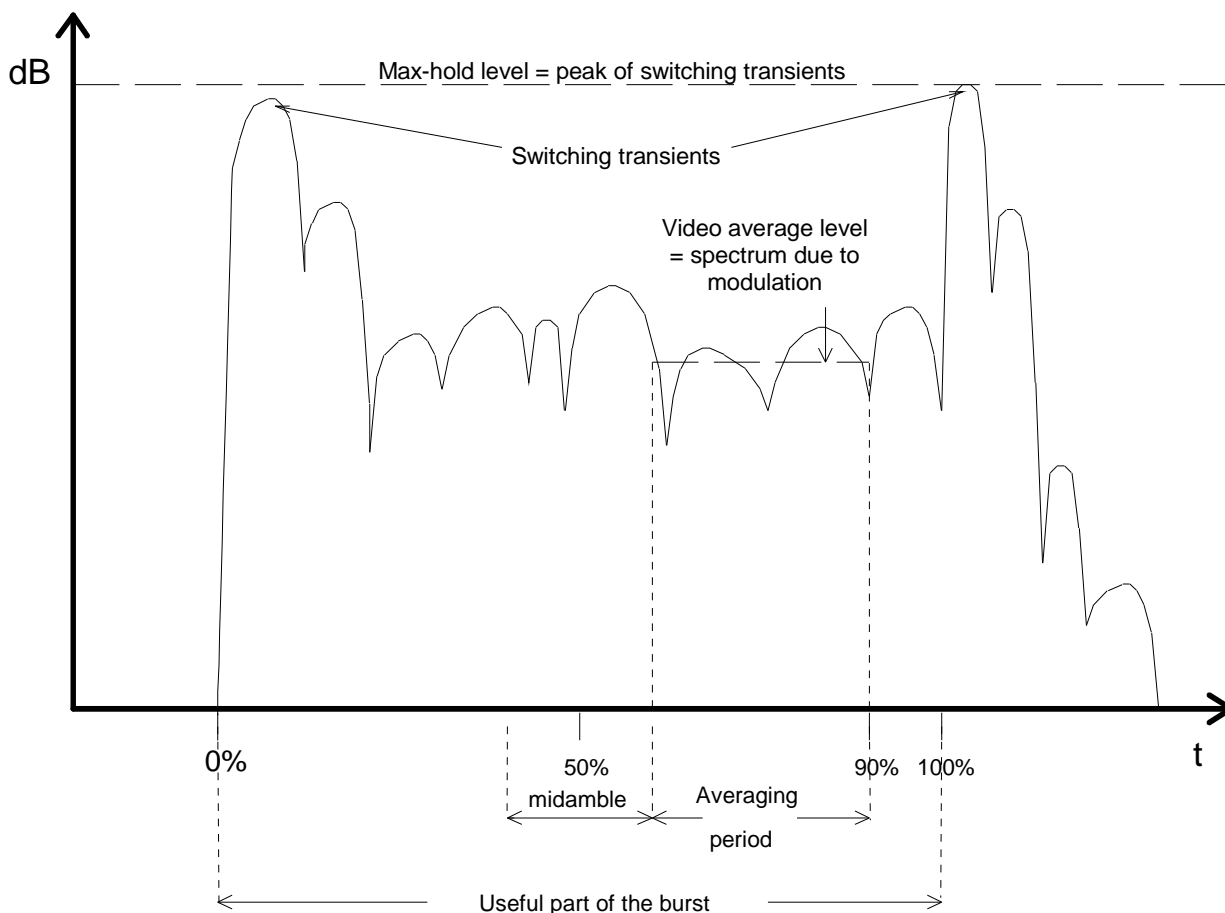 dB
Max-hold level = peak of switching transients
Switching transients
Video average level
= spectrum due to
modulation
t
0%
50%
90%
100%
midamble
Averaging
period
Useful part of the burst